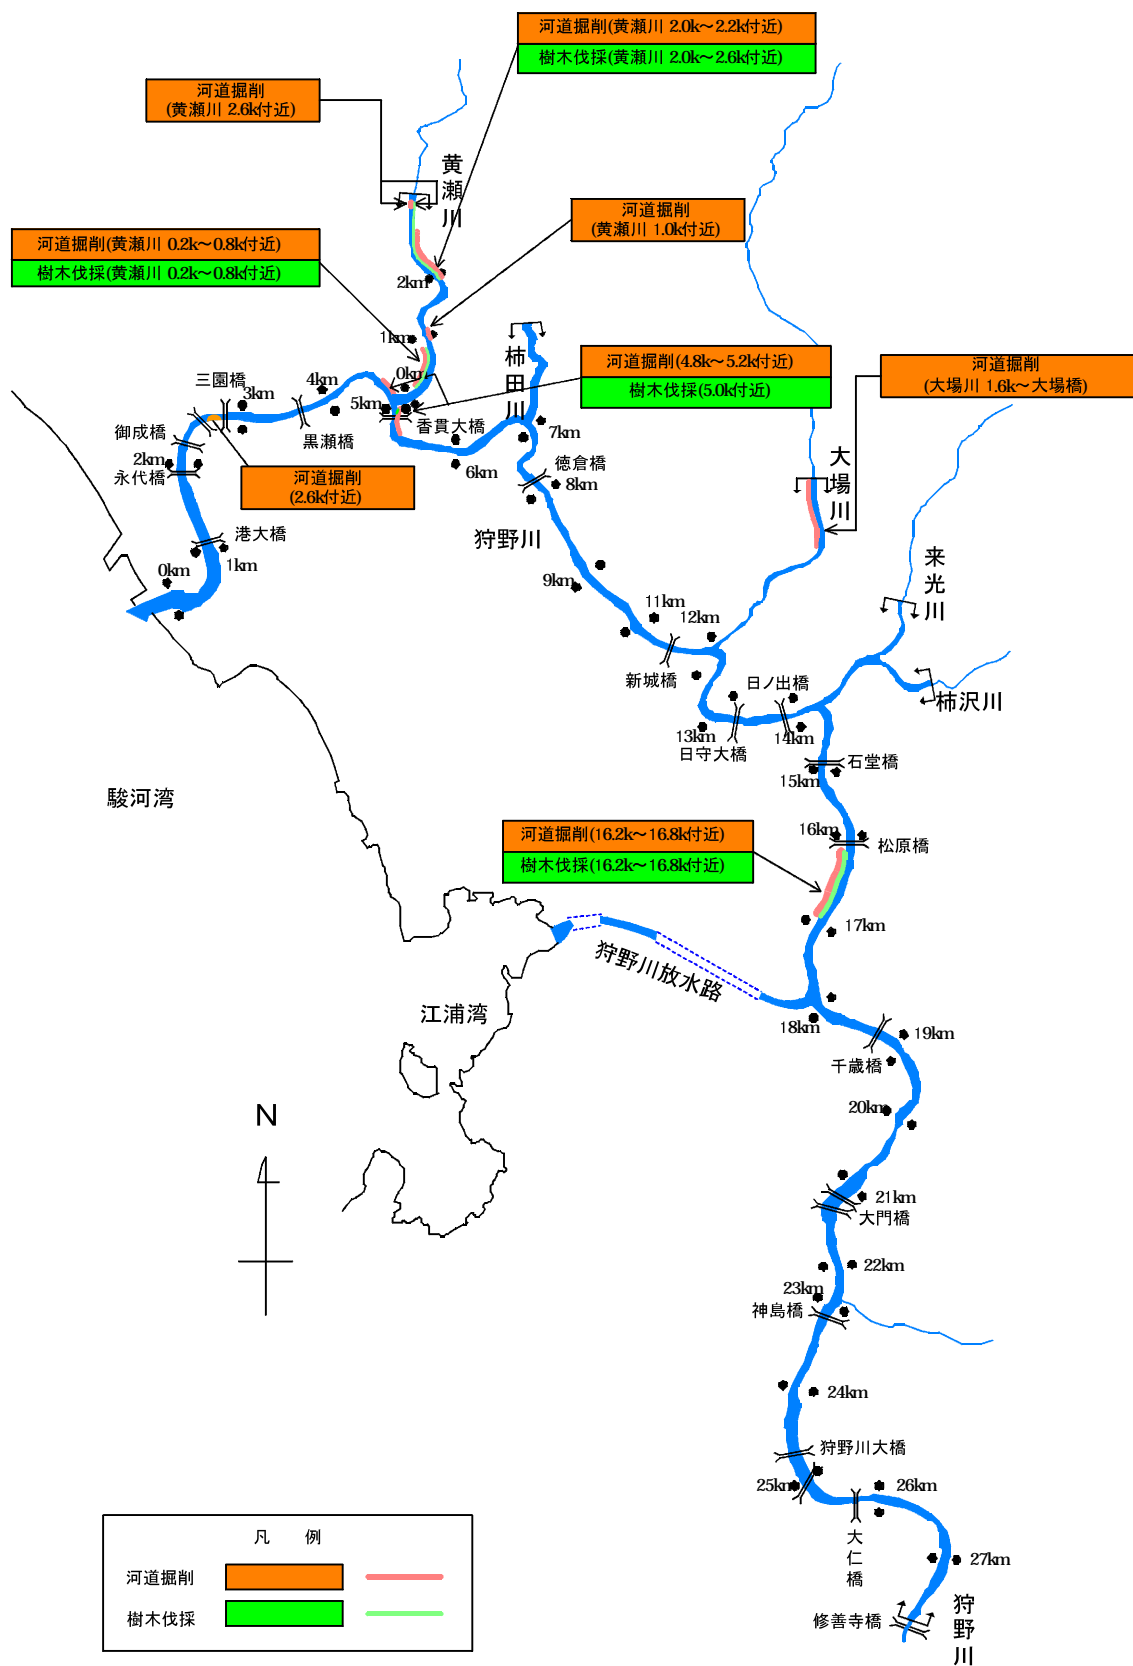 河道掘削(黄瀬川 2.0k～2.2k付近)
樹木伐採(黄瀬川 2.0k～2.6k付近)
河道掘削
(黄瀬川 2.6k付近)
黄瀬川
河道掘削
(黄瀬川 1.0k付近)
河道掘削(黄瀬川 0.2k～0.8k付近)
樹木伐採(黄瀬川 0.2k～0.8k付近)
2km
1km
0km
柿田川
河道掘削(4.8k～5.2k付近)
樹木伐採(5.0k付近)
河道掘削
(大場川 1.6k～大場橋)
三園橋
3km
4km
5km
香貫大橋
黒瀬橋
御成橋
2km
永代橋
河道掘削
(2.6k付近)
6km
7km
徳倉橋
8km
大場川
港大橋
1km
0km
狩野川
9km
11km
12km
来光川
新城橋
日ノ出橋
柿沢川
13km
日守大橋
14km
石堂橋
15km
駿河湾
16km
松原橋
河道掘削(16.2k～16.8k付近)
樹木伐採(16.2k～16.8k付近)
17km
狩野川放水路
江浦湾
18km
19km
千歳橋
20km
N
21km
大門橋
22km
23km
神島橋
24km
狩野川大橋
25km
26km
大仁橋
27km
修善寺橋
狩野川
凡 例
河道掘削
樹木伐採